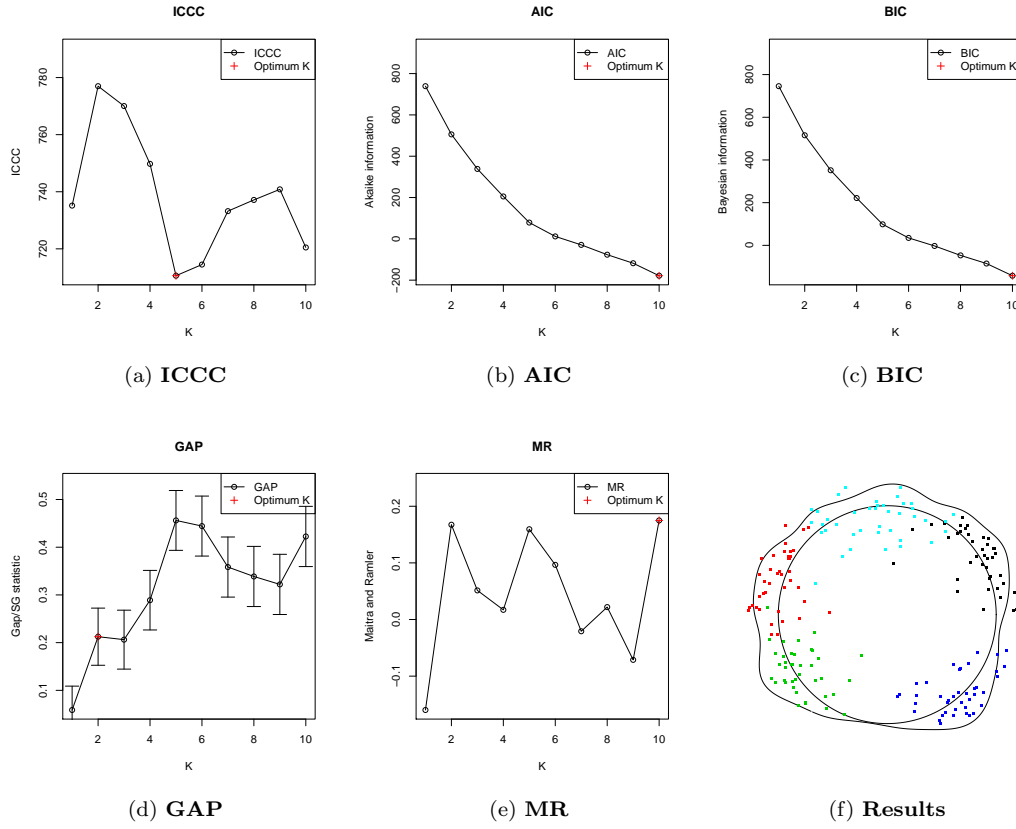 ICCC
ICCC
Optimum K
ICCC
720 740 760 780
2 4 6 8 10
K
(a) ICCC
AIC
AIC
Optimum K
Akaike information
−200 0 200 400 600 800
2 4 6 8 10
K
(b) AIC
BIC
BIC
Optimum K
Bayesian information
0 200 400 600 800
2 4 6 8 10
K
(c) BIC
GAP
GAP
Optimum K
Gap/SG statistic
0.1 0.2 0.3 0.4 0.5
2 4 6 8 10
K
(d) GAP
MR
MR
Optimum K
Maitra and Ramler
−0.1 0.0 0.1 0.2
2 4 6 8 10
K
(e) MR
(f) Results